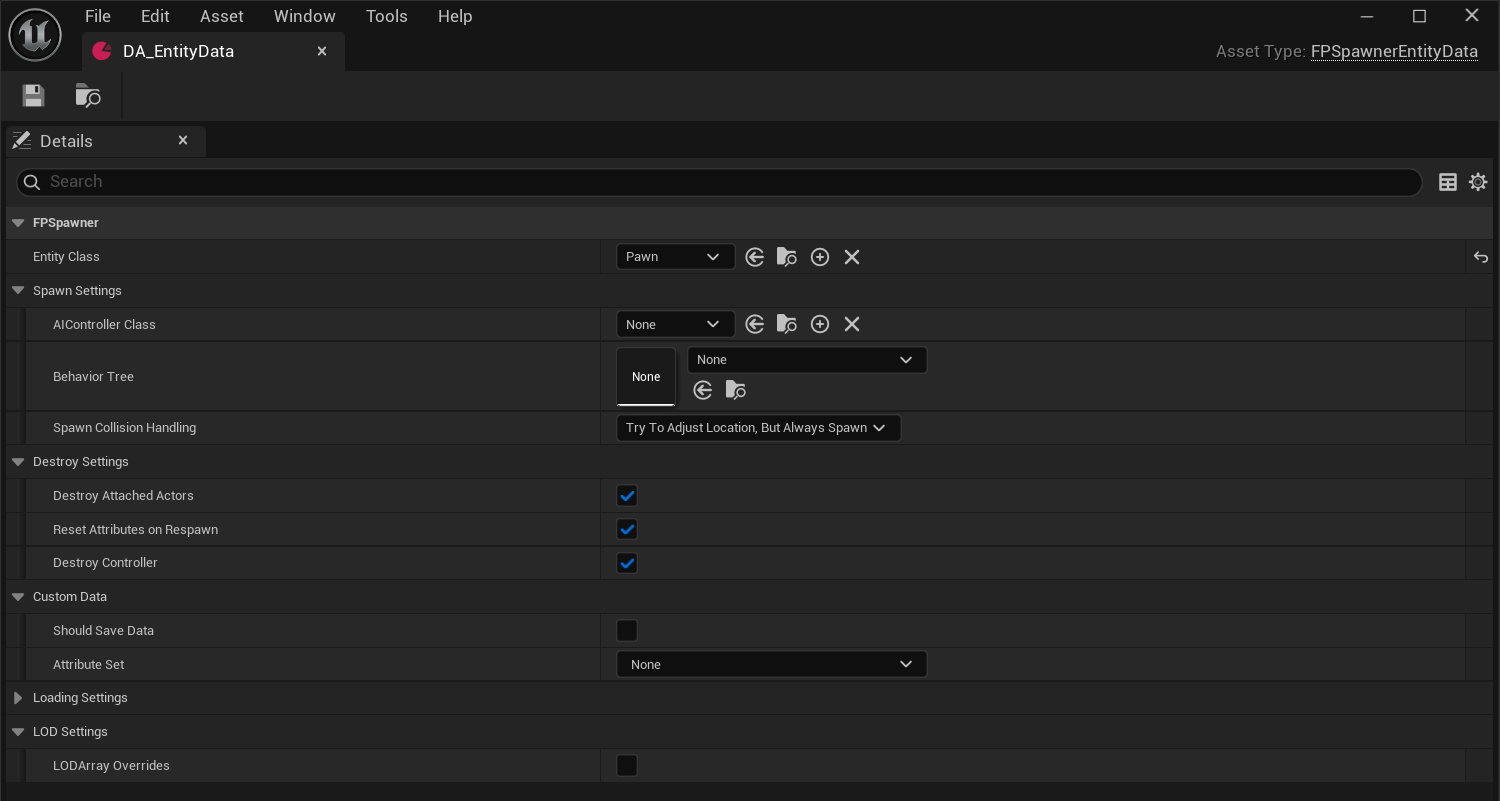 File Edit Asset Window Tools Help
DA_EntityData
Asset Type: FPSpawnerEntityData
Details
Search
FPSpawner
Entity Class Pawn
Spawn Settings
AIController Class None
Behavior Tree None None
Spawn Collision Handling Try To Adjust Location, But Always Spawn
Destroy Settings
Destroy Attached Actors
Reset Attributes on Respawn
Destroy Controller
Custom Data
Should Save Data
Attribute Set None
Loading Settings
LOD Settings
LODArray Overrides